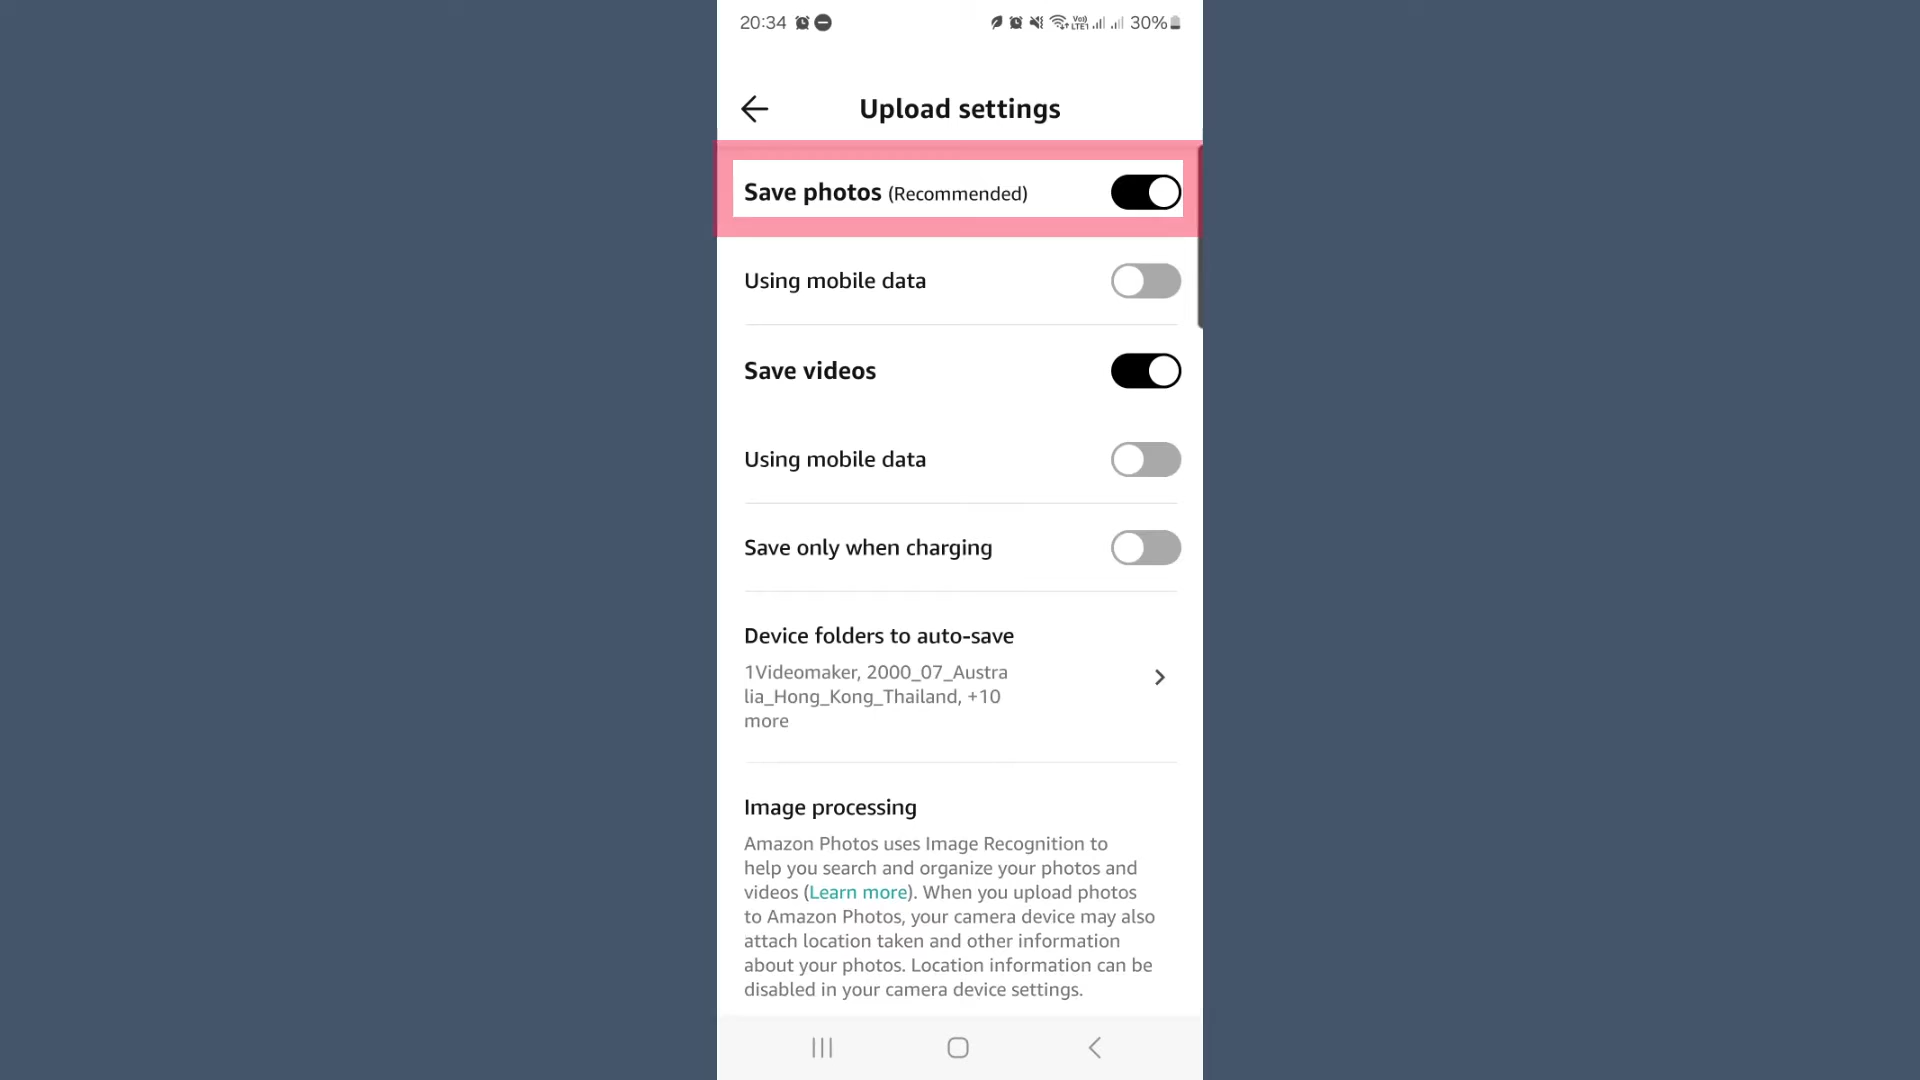 20:34 30%
Upload settings
Save photos (Recommended)
Using mobile data
Save videos
Using mobile data
Save only when charging
Device folders to auto-save
1Videomaker, 2000_07_Austra
lia_Hong_Kong_Thailand, +10
more
Image processing
Amazon Photos uses Image Recognition to
help you search and organize your photos and
videos (Learn more). When you upload photos
to Amazon Photos, your camera device may also
attach location taken and other information
about your photos. Location information can be
disabled in your camera device settings.